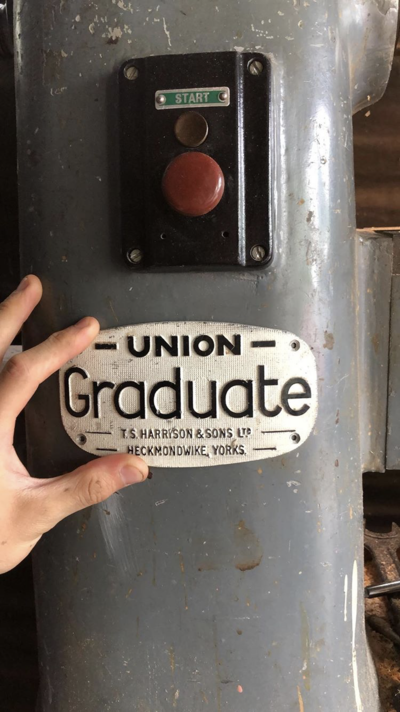 START
UNION
Graduate
T. S. HARRISON & SONS LTD
HECKMONDWIKE, YORKS.